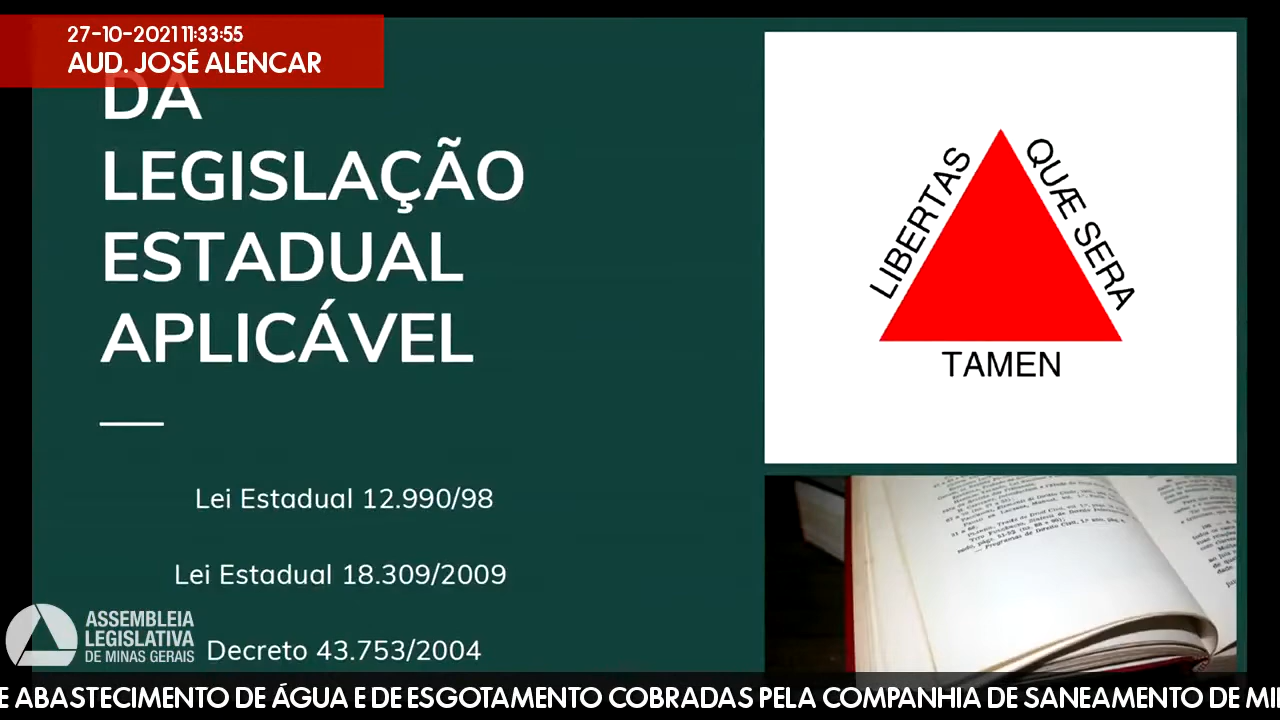 27-10-2021 11:33:55
AUD. JOSÉ ALENCAR
DA
LEGISLAÇÃO
ESTADUAL
APLICÁVEL
Lei Estadual 12.990/98
Lei Estadual 18.309/2009
Decreto 43.753/2004
LIBERTAS
QUÆ SERA
TAMEN
ASSEMBLEIA
LEGISLATIVA
DE MINAS GERAIS
E ABASTECIMENTO DE ÁGUA E DE ESGOTAMENTO COBRADAS PELA COMPANHIA DE SANEAMENTO DE MI